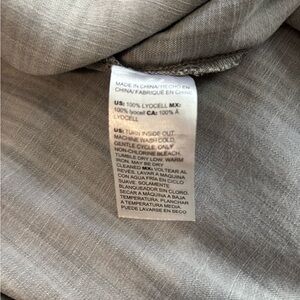 MADE IN CHINA/HECHO EN
CHINA/FABRIQUÉ EN CHINE
US: 100% LYOCELL MX:
100% lyocell CA: 100% À
LYOCELL
US: TURN INSIDE OUT,
MACHINE WASH COLD,
GENTLE CYCLE, ONLY
NON-CHLORINE BLEACH,
TUMBLE DRY LOW, WARM
IRON, MAY BE DRY
CLEANED MX: VOLTEAR AL
REVÉS, LAVAR A MÁQUINA
CON AGUA FRIA EN CICLO
SUAVE, SOLAMENTE
BLANQUEADOR SIN CLORO,
SECAR A MAQUINA A BAJA
TEMPERATURA, PLANCHAR
A TEMPERATURA MEDIA,
PUEDE LAVARSE EN SECO